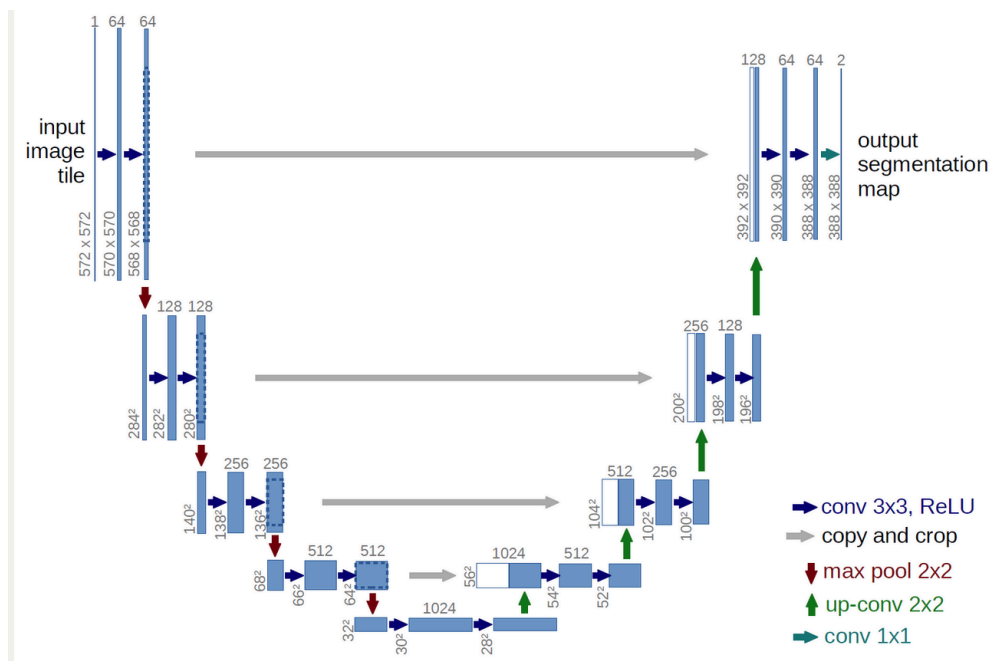 1
64
64
input
image
tile
572 x 572
570 x 570
568 x 568
128
64
64
2
output
segmentation
map
392 x 392
390 x 390
388 x 388
388 x 388
128
128
284²
282²
280²
256
128
200²
198²
196²
256
256
140²
138²
136²
512
256
104²
102²
100²
512
512
68²
66²
64²
1024
512
56²
54²
52²
1024
32²
30²
28²
conv 3x3, ReLU
copy and crop
max pool 2x2
up-conv 2x2
conv 1x1